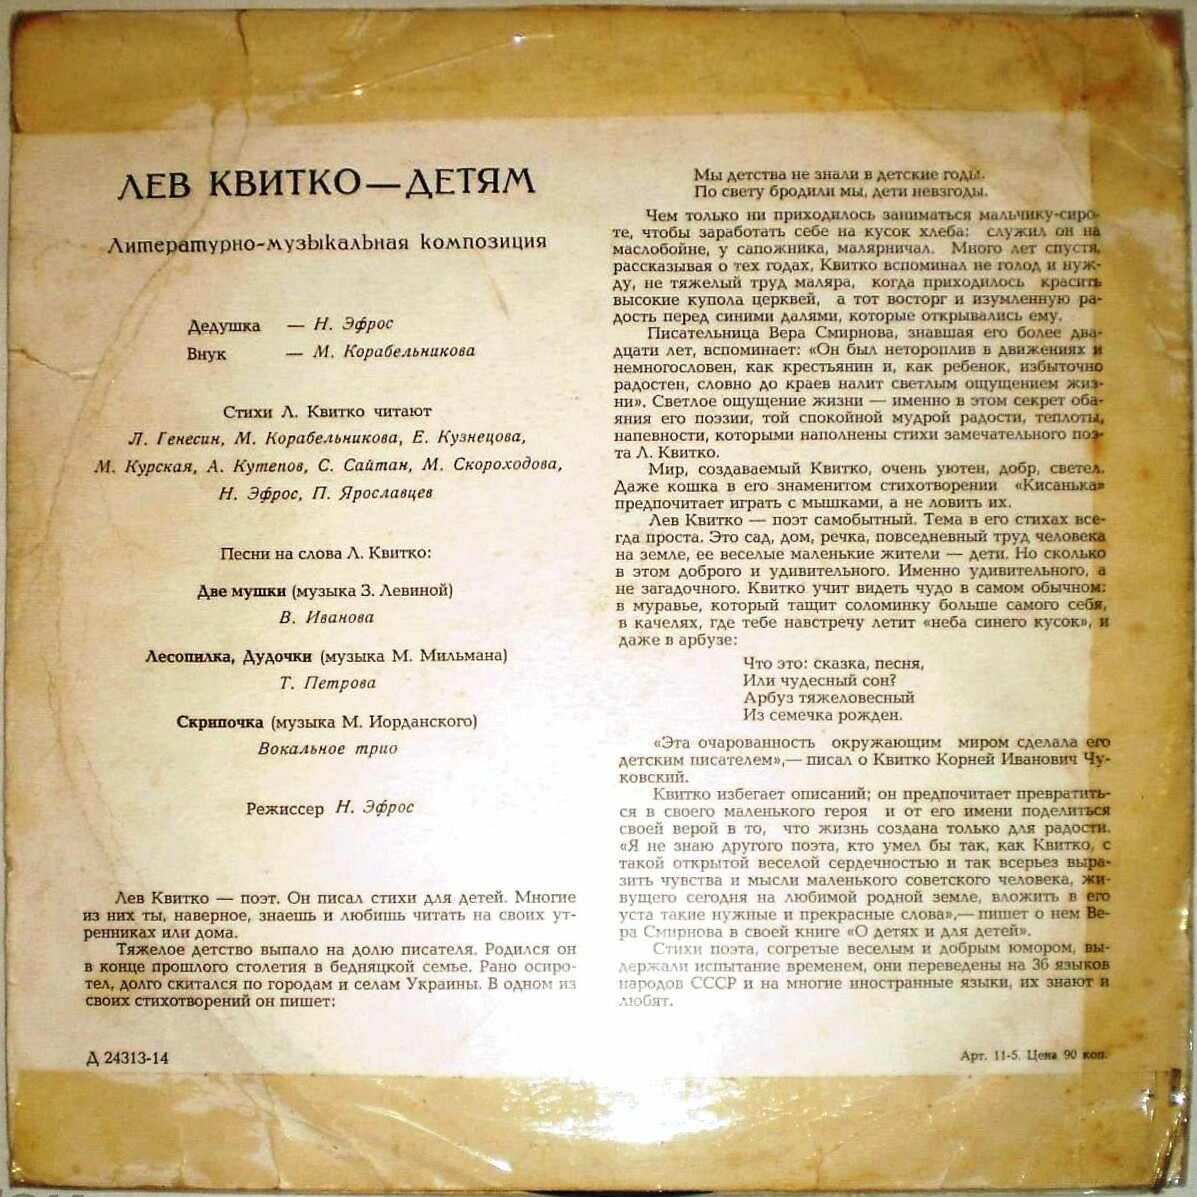 ЛЕВ КВИТКО—ДЕТЯМ
Литературно-музыкальная композиция
Дедушка — Н. Эфрос
Внук — М. Корабельникова
Стихи Л. Квитко читают
Л. Генесин, М. Корабельникова, Е. Кузнецова,
М. Курская, А. Кутепов, С. Сайтан, М. Скороходова,
Н. Эфрос, П. Ярославцев
Песни на слова Л. Квитко:
Две мушки (музыка З. Левиной)
В. Иванова
Лесопилка, Дудочки (музыка М. Мильмана)
Т. Петрова
Скрипочка (музыка М. Иорданского)
Вокальное трио
Режиссер Н. Эфрос
Лев Квитко — поэт. Он писал стихи для детей. Многие
из них ты, наверное, знаешь и любишь читать на своих ут-
ренниках или дома.
Тяжелое детство выпало на долю писателя. Родился он
в конце прошлого столетия в бедняцкой семье. Рано осиро-
тел, долго скитался по городам и селам Украины. В одном из
своих стихотворений он пишет:
Мы детства не знали в детские годы.
По свету бродили мы, дети невзгоды.
Чем только ни приходилось заниматься мальчику-сиро-
те, чтобы заработать себе на кусок хлеба: служил он на
маслобойне, у сапожника, малярничал. Много лет спустя,
рассказывая о тех годах, Квитко вспоминал не голод и нуж-
ду, не тяжелый труд маляра, когда приходилось красить
высокие купола церквей, а тот восторг и изумленную ра-
дость перед синими далями, которые открывались ему.
Писательница Вера Смирнова, знавшая его более два-
дцати лет, вспоминает: «Он был нетороплив в движениях и
немногословен, как крестьянин и, как ребенок, избыточно
радостен, словно до краев налит светлым ощущением жиз-
ни». Светлое ощущение жизни — именно в этом секрет оба-
яния его поэзии, той спокойной мудрой радости, теплоты,
напевности, которыми наполнены стихи замечательного поэ-
та Л. Квитко.
Мир, создаваемый Квитко, очень уютен, добр, светел.
Даже кошка в его знаменитом стихотворении «Кисанька»
предпочитает играть с мышками, а не ловить их.
Лев Квитко — поэт самобытный. Тема в его стихах все-
гда проста. Это сад, дом, речка, повседневный труд человека
на земле, ее веселые маленькие жители — дети. Но сколько
в этом доброго и удивительного. Именно удивительного, а
не загадочного. Квитко учит видеть чудо в самом обычном:
в муравье, который тащит соломинку больше самого себя,
в качелях, где тебе навстречу летит «неба синего кусок», и
даже в арбузе:
Что это: сказка, песня,
Или чудесный сон?
Арбуз тяжеловесный
Из семечка рожден.
«Эта очарованность окружающим миром сделала его
детским писателем»,— писал о Квитко Корней Иванович Чу-
ковский.
Квитко избегает описаний; он предпочитает превратить-
ся в своего маленького героя и от его имени поделиться
своей верой в то, что жизнь создана только для радости.
«Я не знаю другого поэта, кто умел бы так, как Квитко, с
такой открытой веселой сердечностью и так всерьез выра-
зить чувства и мысли маленького советского человека, жи-
вущего сегодня на любимой родной земле, вложить в его
уста такие нужные и прекрасные слова»,— пишет о нем Ве-
ра Смирнова в своей книге «О детях и для детей».
Стихи поэта, согретые веселым и добрым юмором, вы-
держали испытание временем, они переведены на 36 языков
народов СССР и на многие иностранные языки, их знают и
любят.
Д 24313-14
Арт. 11-5. Цена 90 коп.